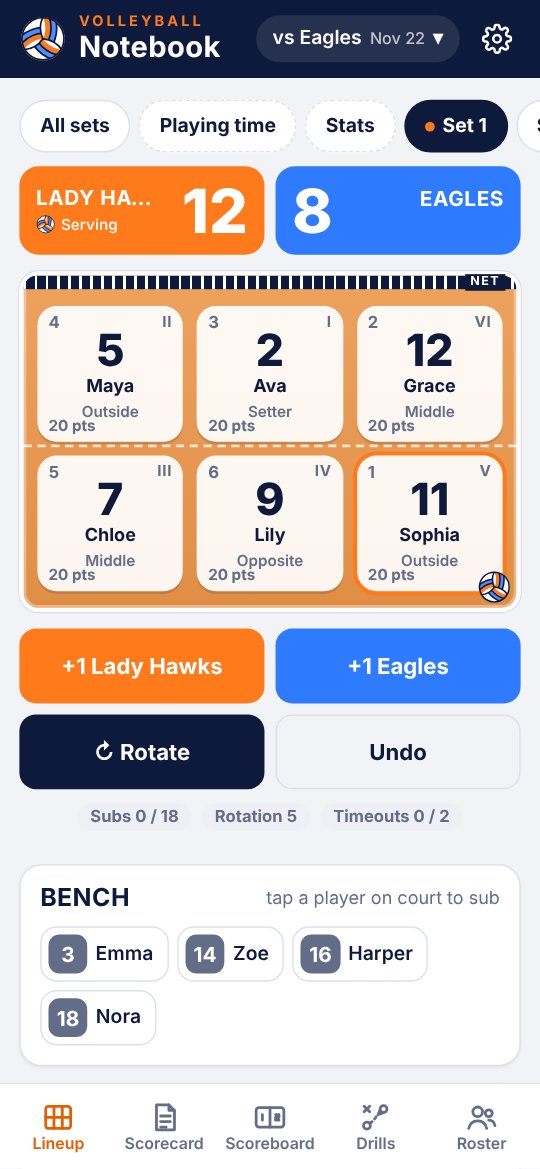 VOLLEYBALL
Notebook
vs Eagles Nov 22 ▼
All sets
Playing time
Stats
Set 1
LADY HA...
Serving
12
8
EAGLES
NET
4 II
5
Maya
Outside
20 pts
3 I
2
Ava
Setter
20 pts
2 VI
12
Grace
Middle
20 pts
5 III
7
Chloe
Middle
20 pts
6 IV
9
Lily
Opposite
20 pts
1 V
11
Sophia
Outside
20 pts
+1 Lady Hawks
+1 Eagles
↻ Rotate
Undo
Subs 0 / 18
Rotation 5
Timeouts 0 / 2
BENCH
tap a player on court to sub
3 Emma
14 Zoe
16 Harper
18 Nora
Lineup
Scorecard
Scoreboard
Drills
Roster